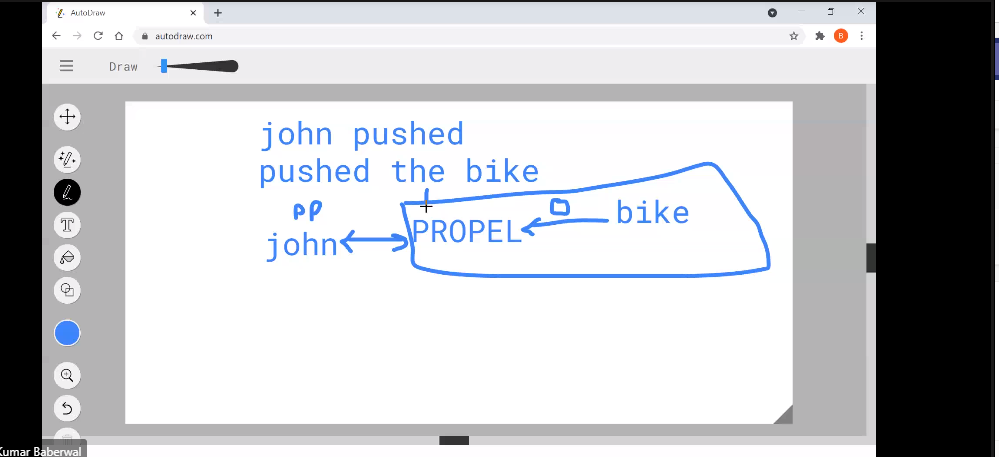 AutoDraw
autodraw.com
B
Draw
john pushed
pushed the bike
PP
bike
PROPEL
john
T
Kumar Baberwal